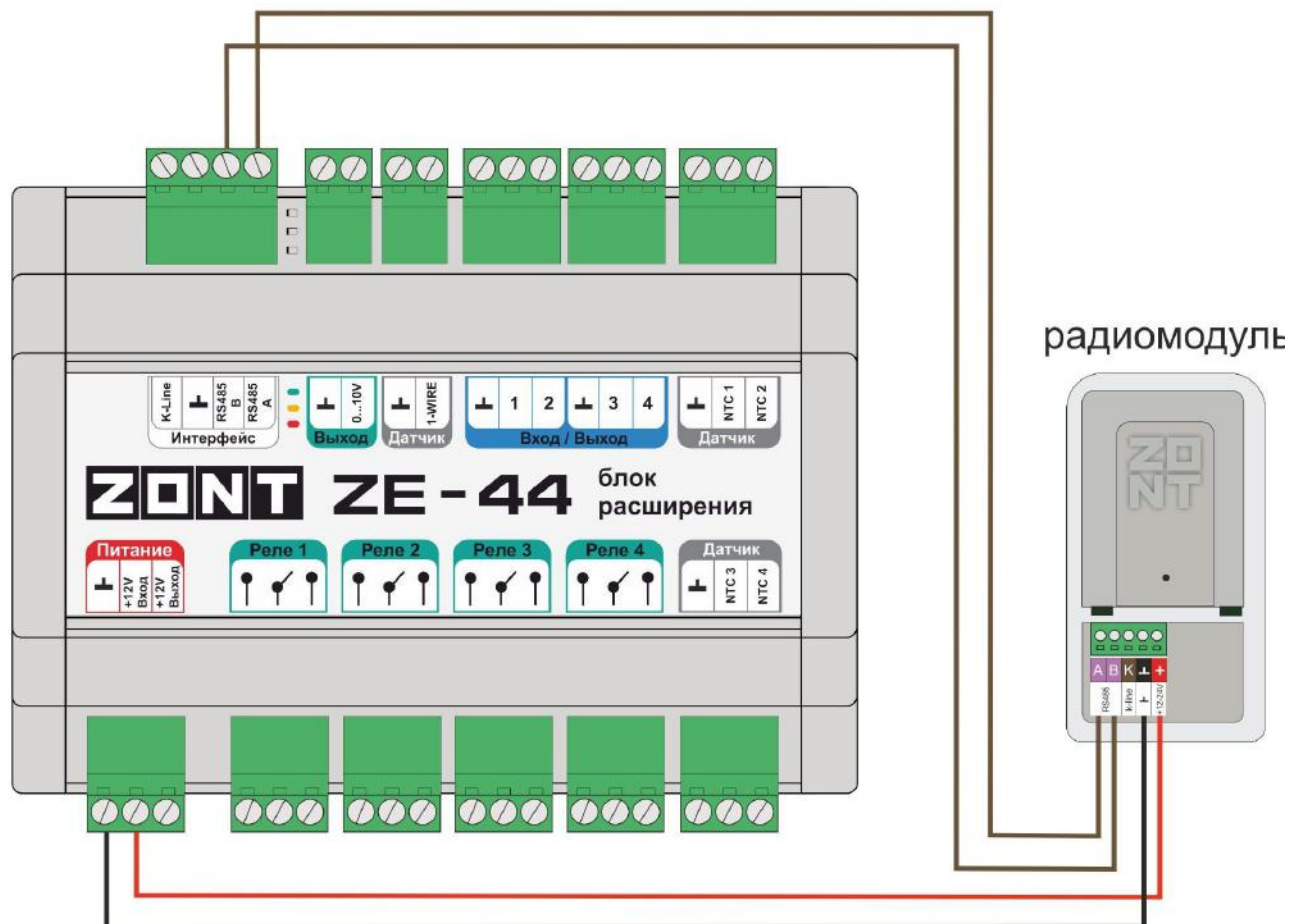 радиомодуль
K-Line
⊥
RS485 B
RS485 A
Интерфейс
⊥
0...10V
Выход
⊥
1-WIRE
Датчик
⊥ 1 2 ⊥ 3 4
Вход / Выход
⊥
NTC 1
NTC 2
Датчик
ZONT ZE-44
блок
расширения
Питание
⊥
+12V Вход
+12V Выход
Реле 1
Реле 2
Реле 3
Реле 4
Датчик
⊥
NTC 3
NTC 4
ZO
NT
A B K ⊥ +
RS485
k-line
⊥
+12-24V